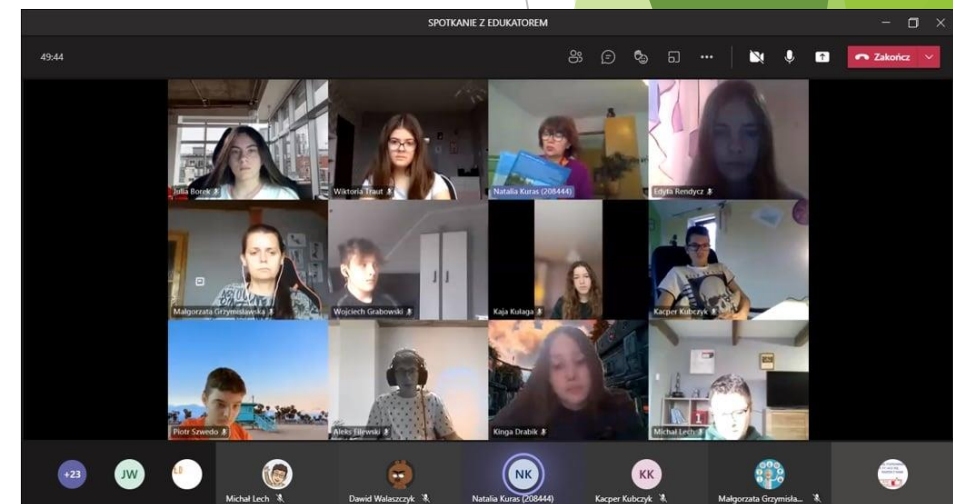 SPOTKANIE Z EDUKATOREM
49:44
Zakończ
Julia Borek
Wiktoria Traut
Natalia Kuras (208444)
Edyta Rendycz
Małgorzata Grzymisławska
Wojciech Grabowski
Kaja Kułaga
Kacper Kubczyk
Piotr Szwedo
Aleks Filewski
Kinga Drabik
Michał Lech
+23
JW
NK
KK
Michał Lech
Dawid Walaszczyk
Natalia Kuras (208444)
Kacper Kubczyk
Małgorzata Grzymisła...